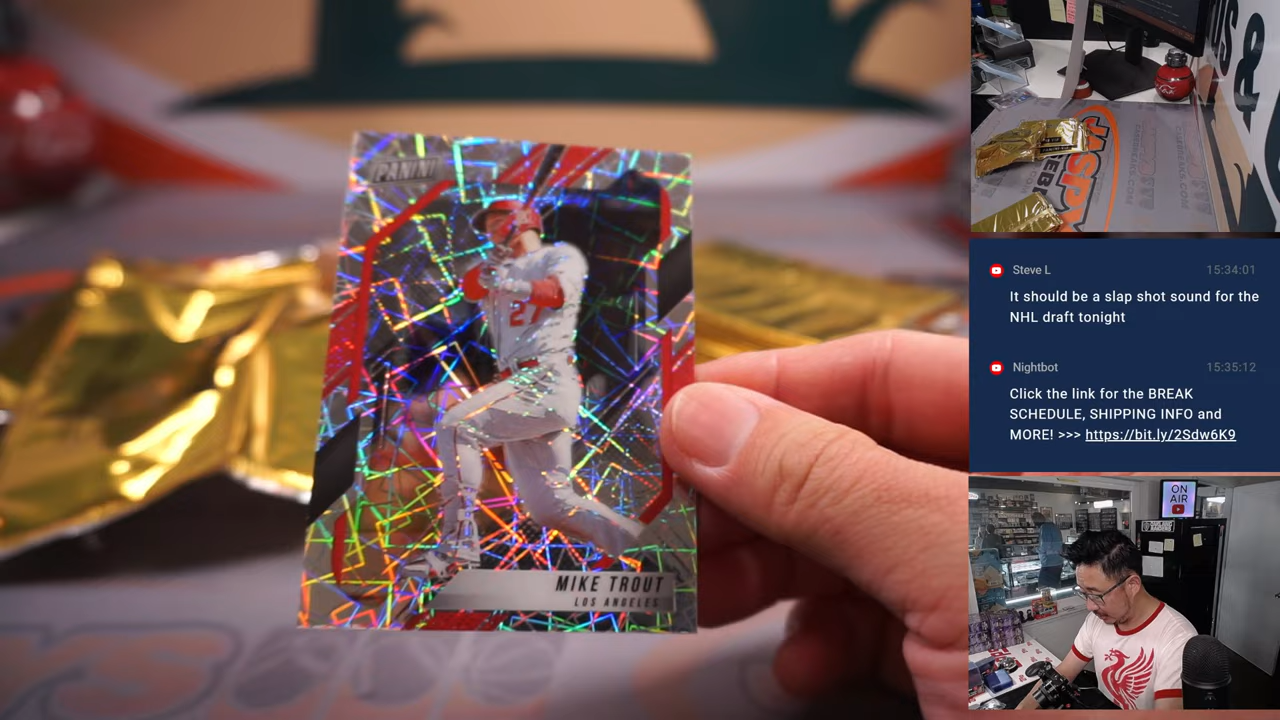 PANINI
27
MIKE TROUT
LOS ANGELES
US &
JASPY
Steve L 15:34:01
It should be a slap shot sound for the
NHL draft tonight
Nightbot 15:35:12
Click the link for the BREAK
SCHEDULE, SHIPPING INFO and
MORE! >>> https://bit.ly/2Sdw6K9
ON
AIR